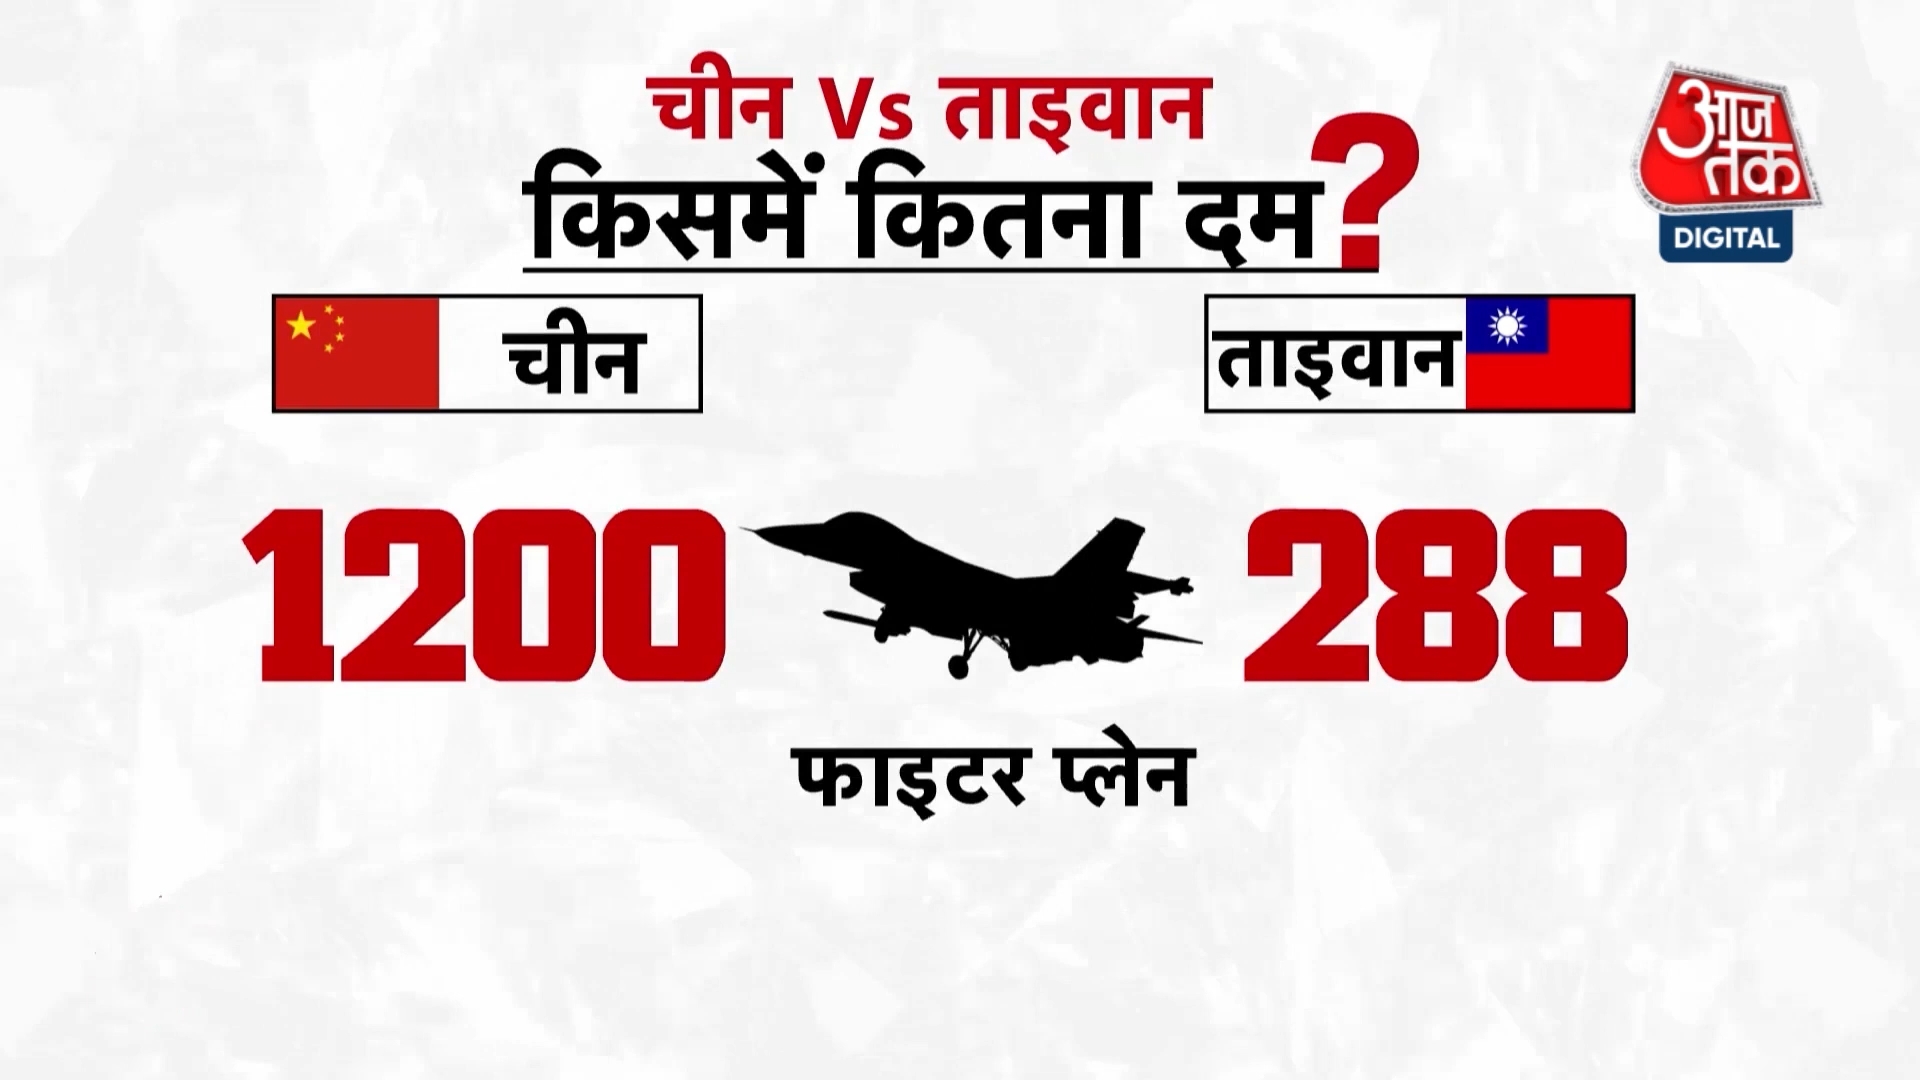 चीन Vs ताइवान
किसमें कितना दम?
आज
तक
DIGITAL
चीन
ताइवान
1200
288
फाइटर प्लेन